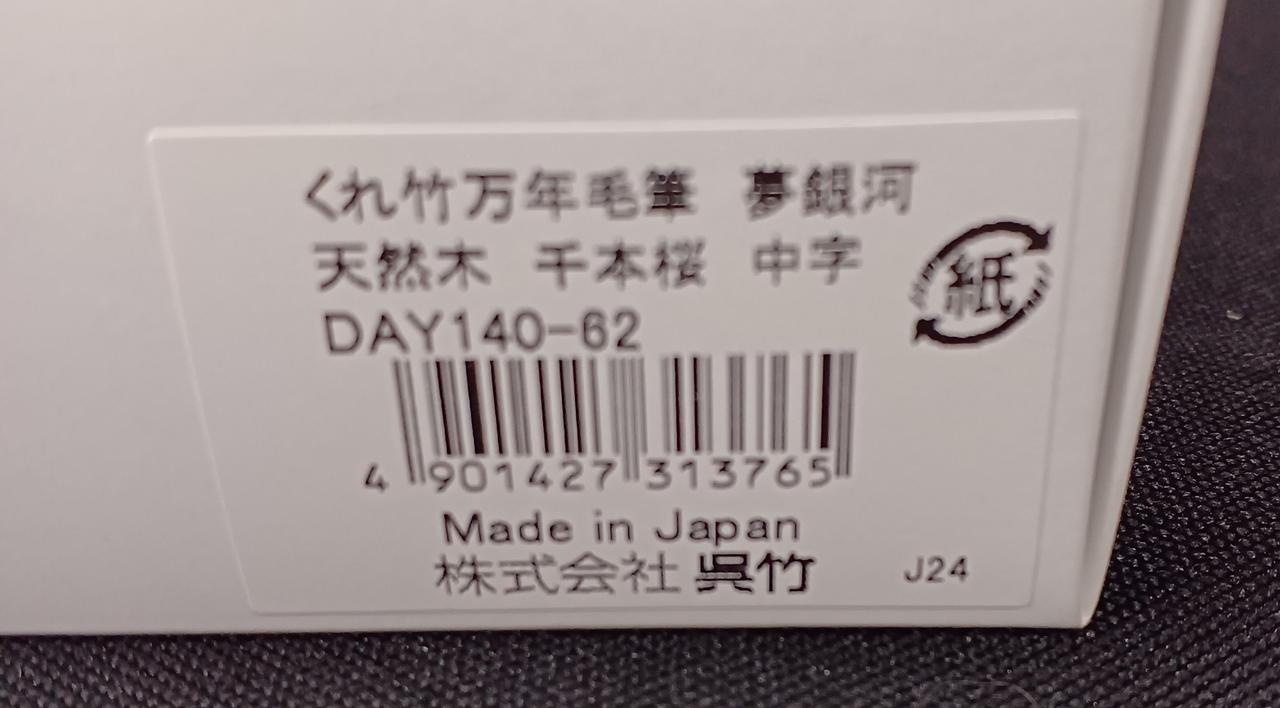 くれ竹万年毛筆 夢銀河
天然木 千本桜 中字
紙
DAY140-62
4 901427 313765
Made in Japan
株式会社 呉竹
J24